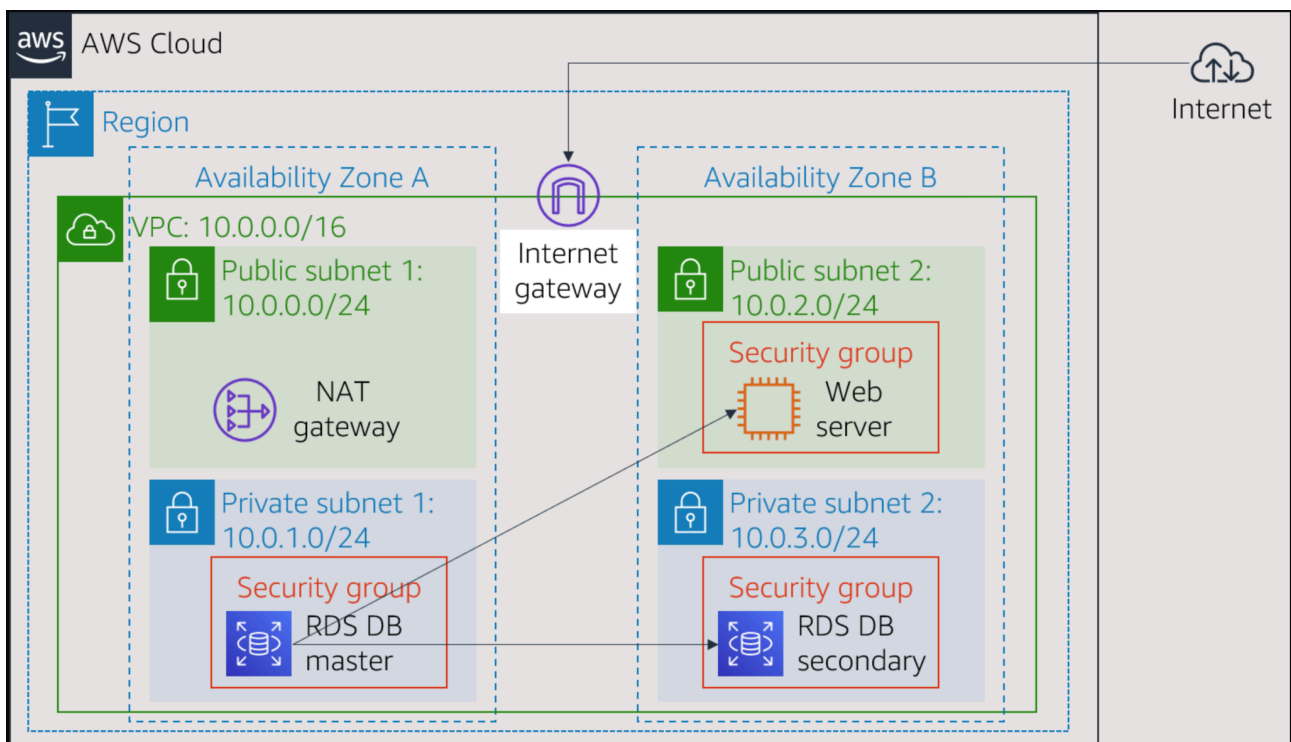 aws
AWS Cloud
Internet
Region
Availability Zone A
Availability Zone B
VPC: 10.0.0.0/16
Internet
gateway
Public subnet 1:
10.0.0.0/24
NAT
gateway
Public subnet 2:
10.0.2.0/24
Security group
Web
server
Private subnet 1:
10.0.1.0/24
Security group
RDS DB
master
Private subnet 2:
10.0.3.0/24
Security group
RDS DB
secondary